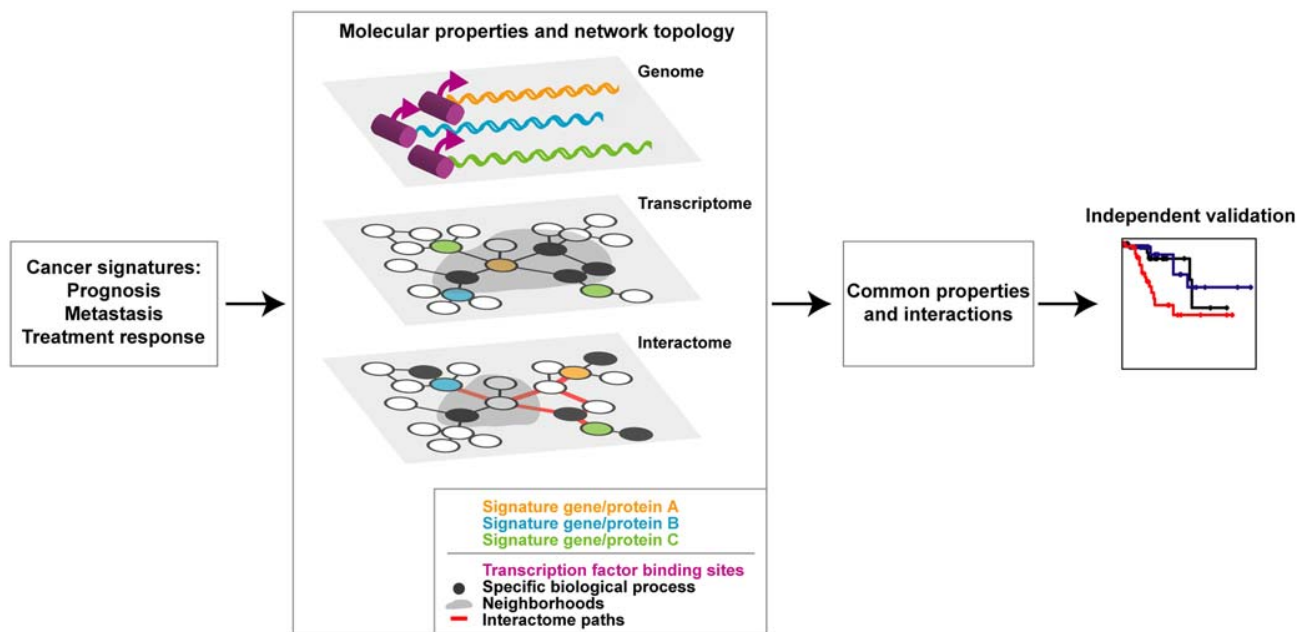 Molecular properties and network topology
Genome
Transcriptome
Interactome
Cancer signatures:
Prognosis
Metastasis
Treatment response
Signature gene/protein A
Signature gene/protein B
Signature gene/protein C
Transcription factor binding sites
Specific biological process
Neighborhoods
Interactome paths
Common properties
and interactions
Independent validation